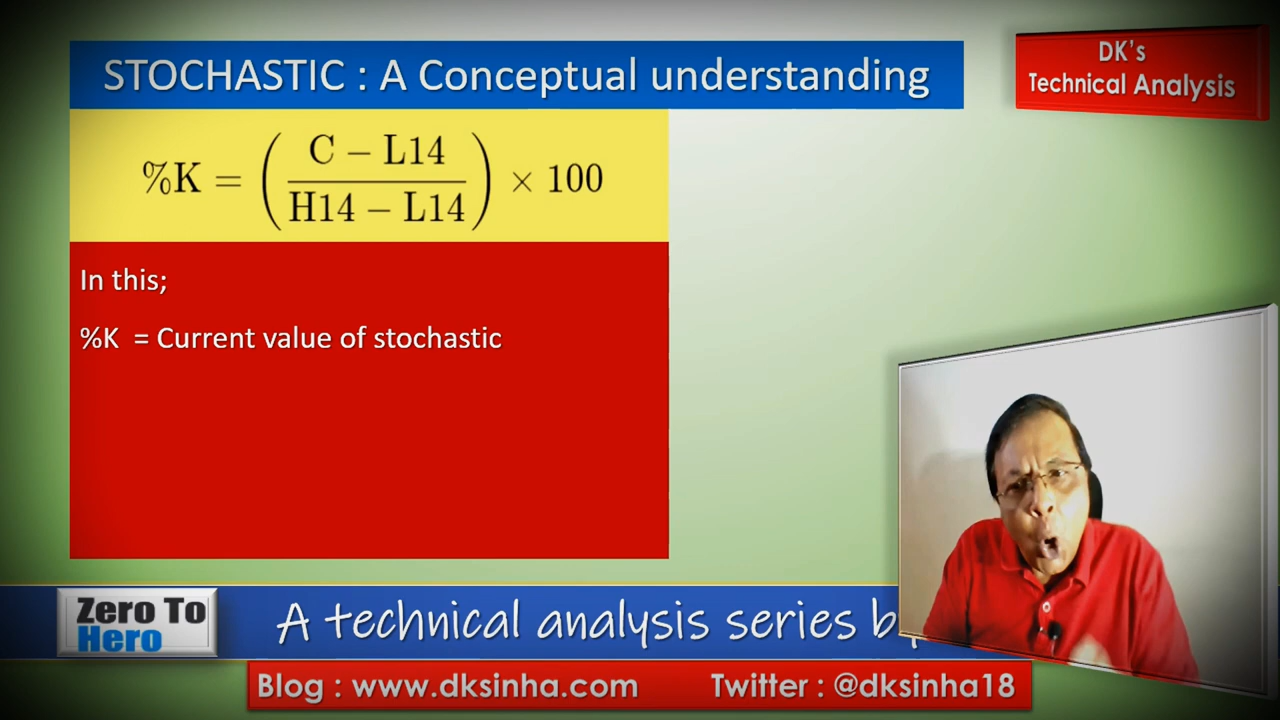 STOCHASTIC : A Conceptual understanding
DK's
Technical Analysis
%K = ( C − L14 / H14 − L14 ) × 100
In this;
%K = Current value of stochastic
Zero To
Hero
A technical analysis series
Blog : www.dksinha.com Twitter : @dksinha18